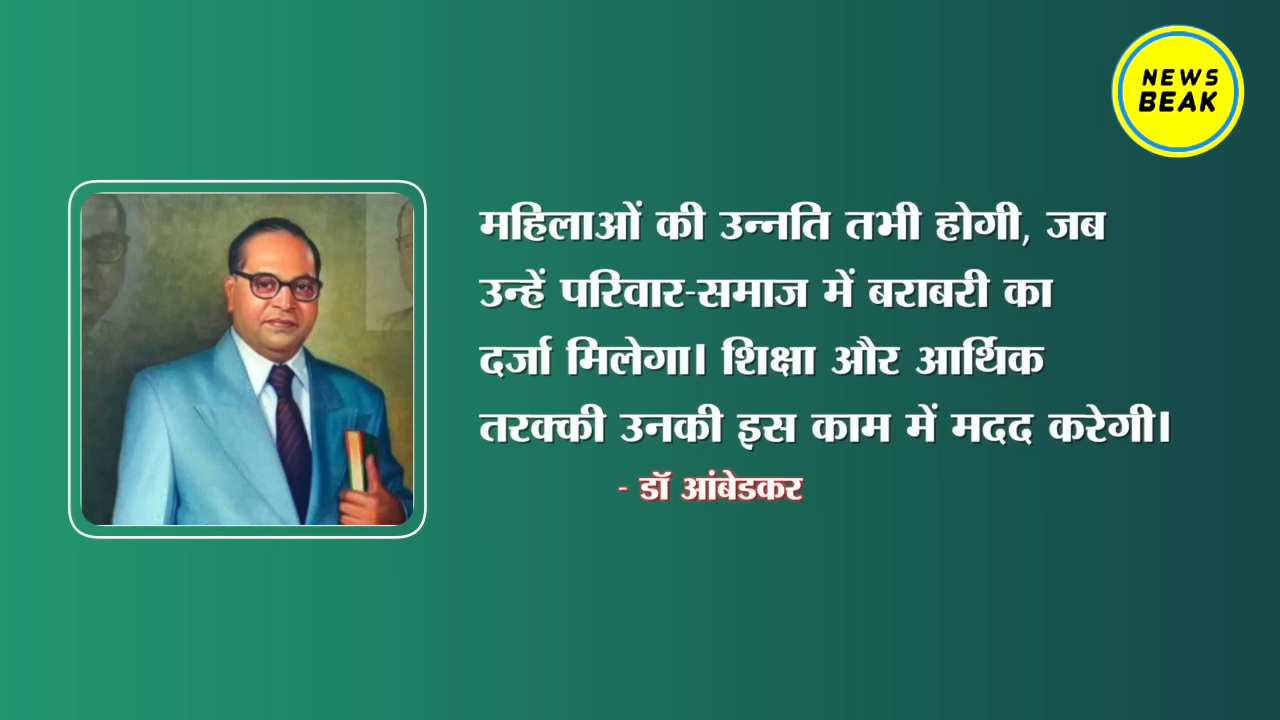 NEWS
BEAK
महिलाओं की उन्नति तभी होगी, जब
उन्हें परिवार-समाज में बराबरी का
दर्जा मिलेगा। शिक्षा और आर्थिक
तरक्की उनकी इस काम में मदद करेगी।
- डॉ आंबेडकर